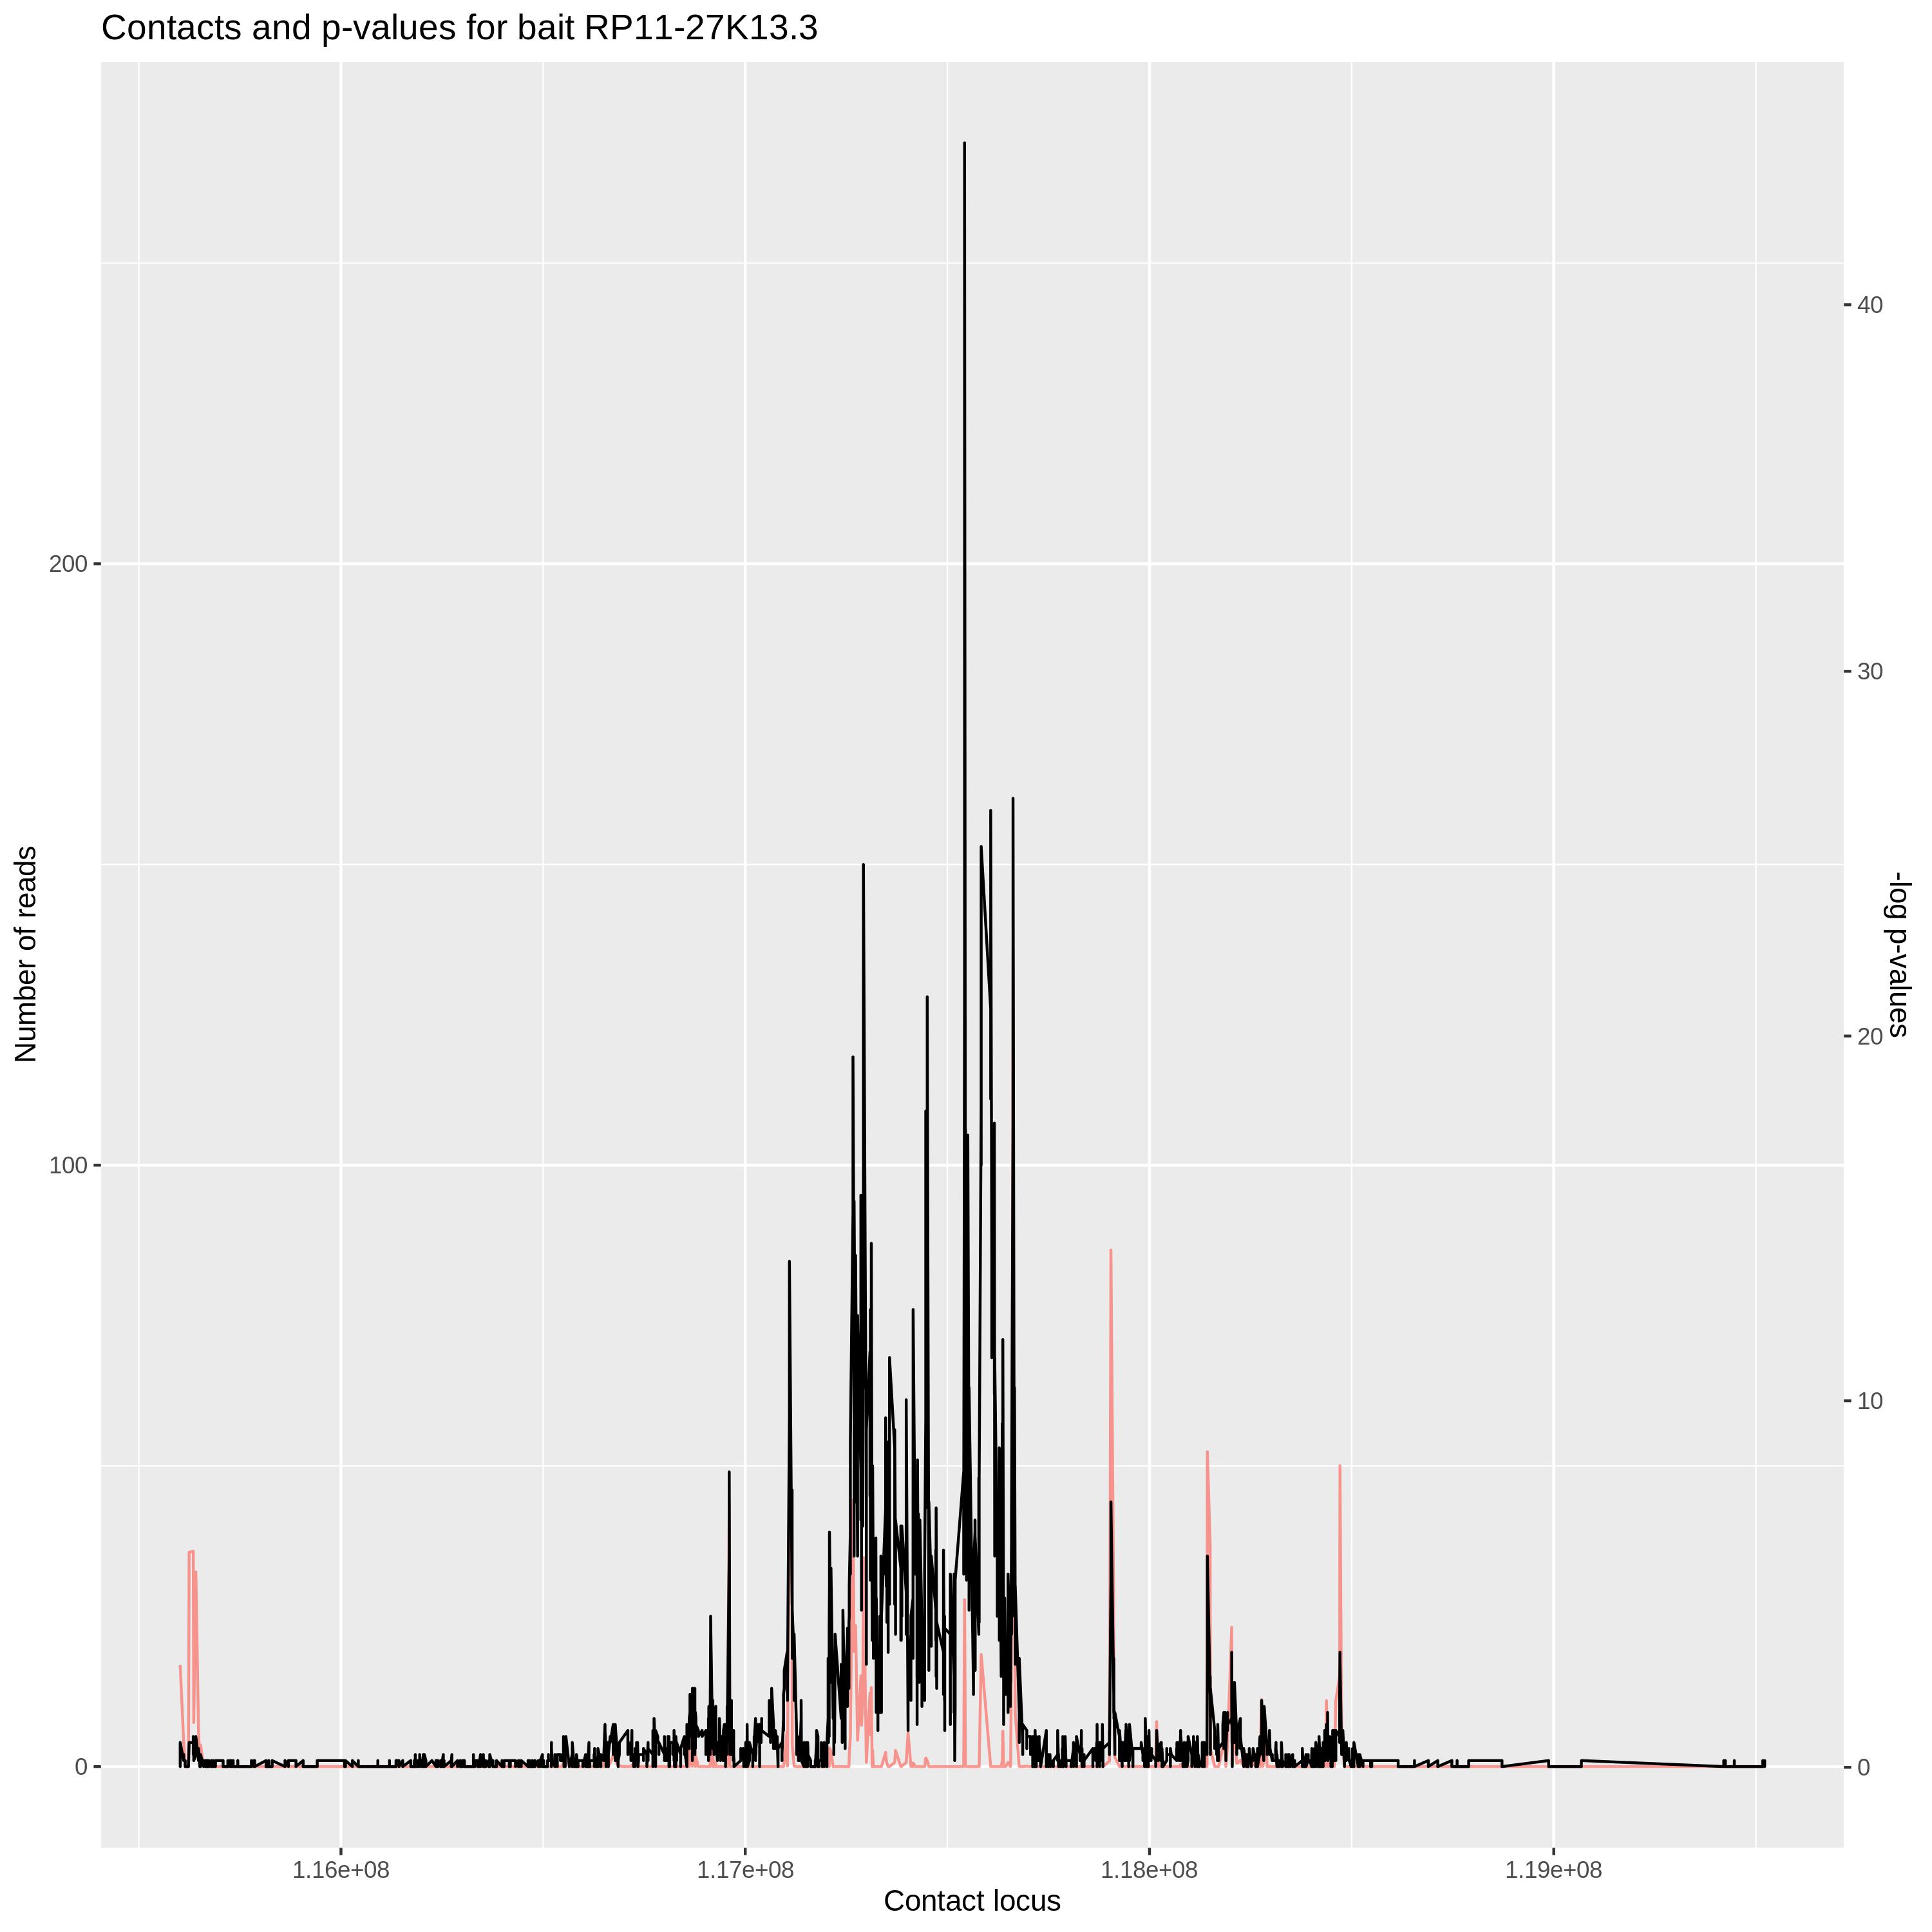 Contacts and p-values for bait RP11-27K13.3
Number of reads
200
100
0
40
30
20
10
0
-log p-values
1.16e+08
1.17e+08
1.18e+08
1.19e+08
Contact locus